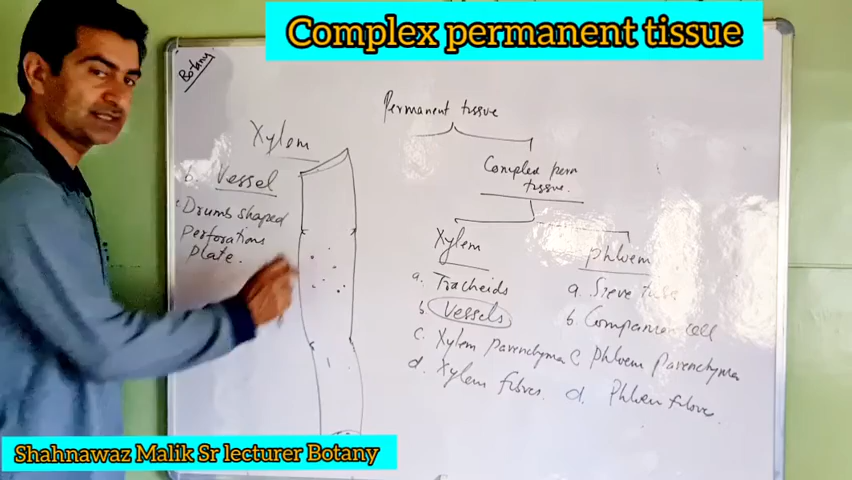 Complex permanent tissue
Botany
Permanent tissue
Xylem
Complex perm
tissue.
b. Vessel
Drums shaped
Perforations
Plate.
Xylem
Phloem
a. Tracheids
a. Sieve tube
b. Vessels
b. Companion cell
c. Xylem parenchyma
C Phloem parenchyma
d. Xylem fibres.
d. Phloem fibre.
Shahnawaz Malik Sr lecturer Botany